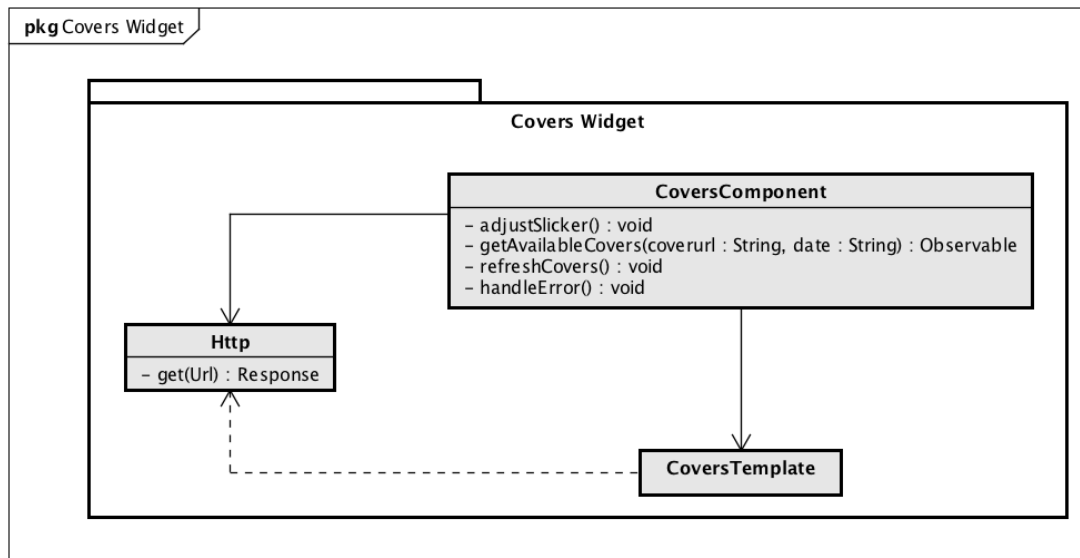 pkg Covers Widget
Covers Widget
CoversComponent
– adjustSlicker() : void
– getAvailableCovers(coverurl : String, date : String) : Observable
– refreshCovers() : void
– handleError() : void
Http
– get(Url) : Response
CoversTemplate